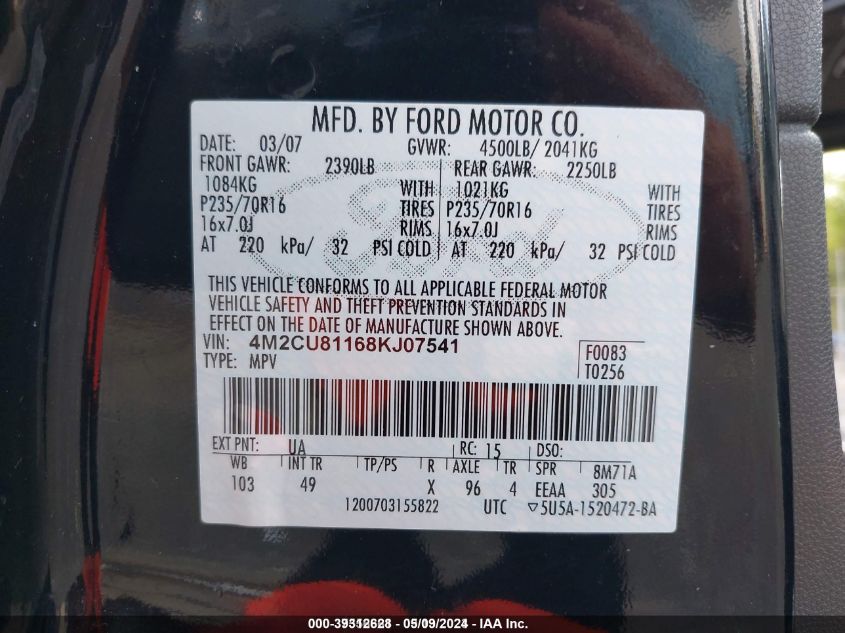 MFD. BY FORD MOTOR CO.
DATE: 03/07 GVWR: 4500LB/ 2041KG
FRONT GAWR: 2390LB REAR GAWR: 2250LB
1084KG WITH 1021KG WITH
P235/70R16 TIRES P235/70R16 TIRES
16x7.0J RIMS 16x7.0J RIMS
AT 220 kPa/ 32 PSI COLD AT 220 kPa/ 32 PSI COLD
THIS VEHICLE CONFORMS TO ALL APPLICABLE FEDERAL MOTOR
VEHICLE SAFETY AND THEFT PREVENTION STANDARDS IN
EFFECT ON THE DATE OF MANUFACTURE SHOWN ABOVE.
VIN: 4M2CU81168KJ07541 F0083
TYPE: MPV T0256
EXT PNT: UA RC: 15 DSO:
WB INT TR TP/PS R AXLE TR SPR 8M71A
103 49 X 96 4 EEAA 305
1200703155822 UTC ▽5U5A-1520472-BA
000-39312628 - 05/09/2024 - IAA Inc.